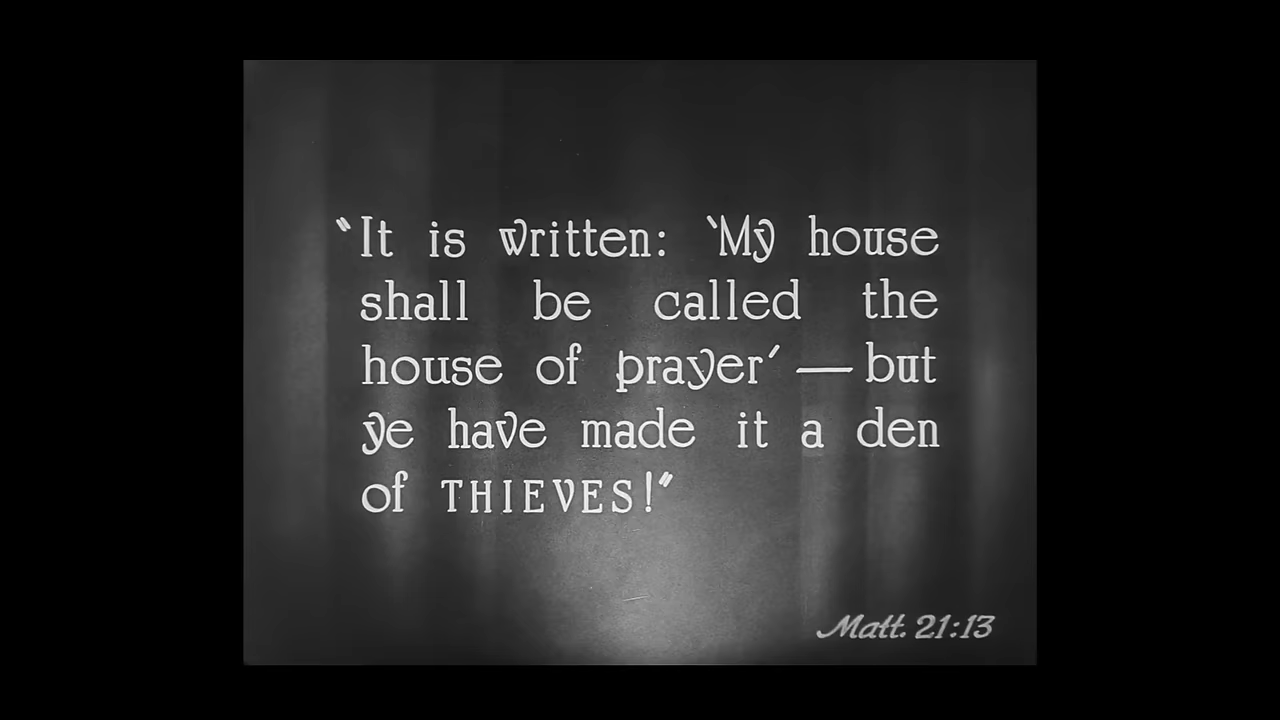 "It is written: 'My house
shall be called the
house of prayer' — but
ye have made it a den
of THIEVES!"
Matt. 21:13